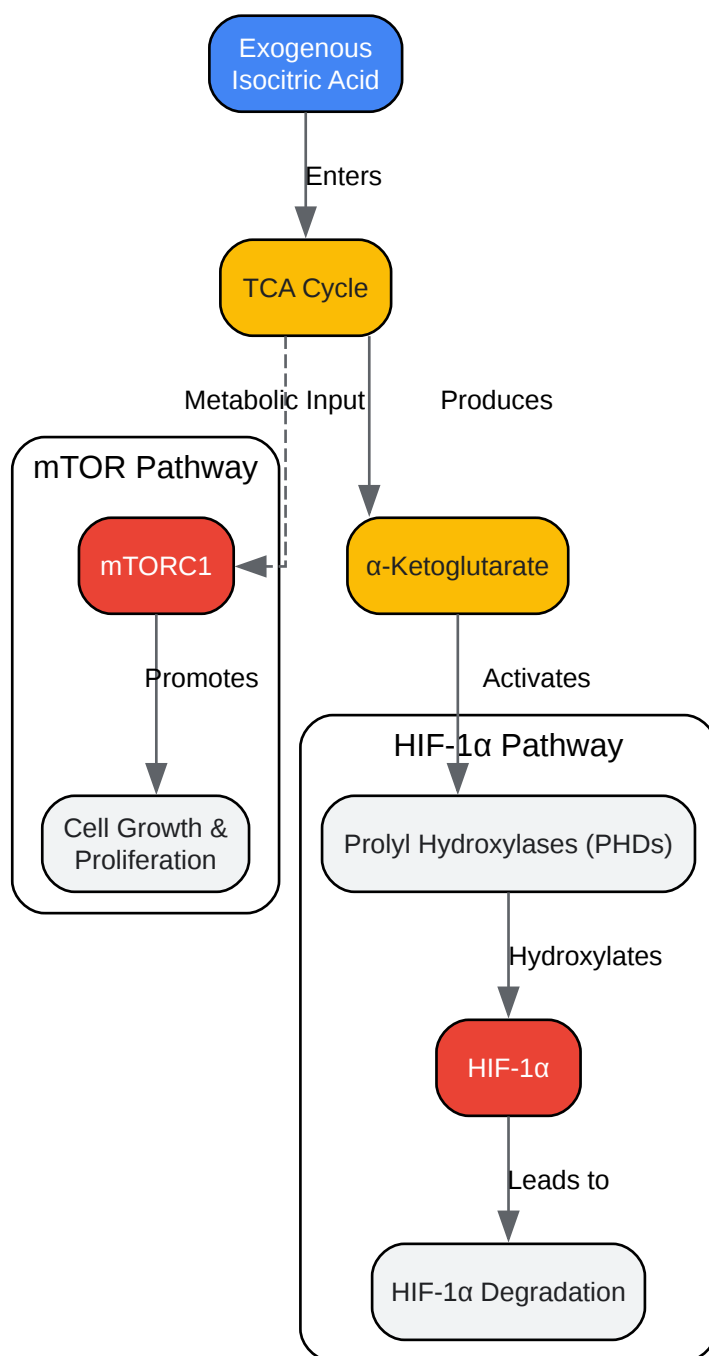 Exogenous
Isocitric Acid
Enters
TCA Cycle
Metabolic Input
Produces
mTOR Pathway
mTORC1
α-Ketoglutarate
Promotes
Activates
HIF-1α Pathway
Cell Growth &
Proliferation
Prolyl Hydroxylases (PHDs)
Hydroxylates
HIF-1α
Leads to
HIF-1α Degradation